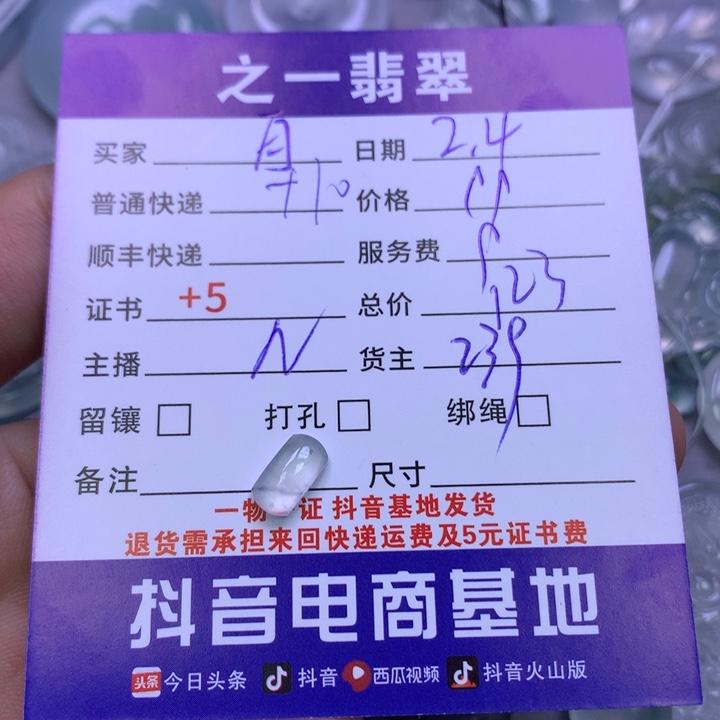 之一翡翠
买家 日期 2.4
普通快递 +10 价格
顺丰快递 服务费
证书 +5 总价 123
主播 N 货主 239
留镶 打孔 绑绳
备注 尺寸
一物 证 抖音基地发货
退货需承担来回快递运费及5元证书费
抖音电商基地
头条 今日头条 抖音 西瓜视频 抖音火山版